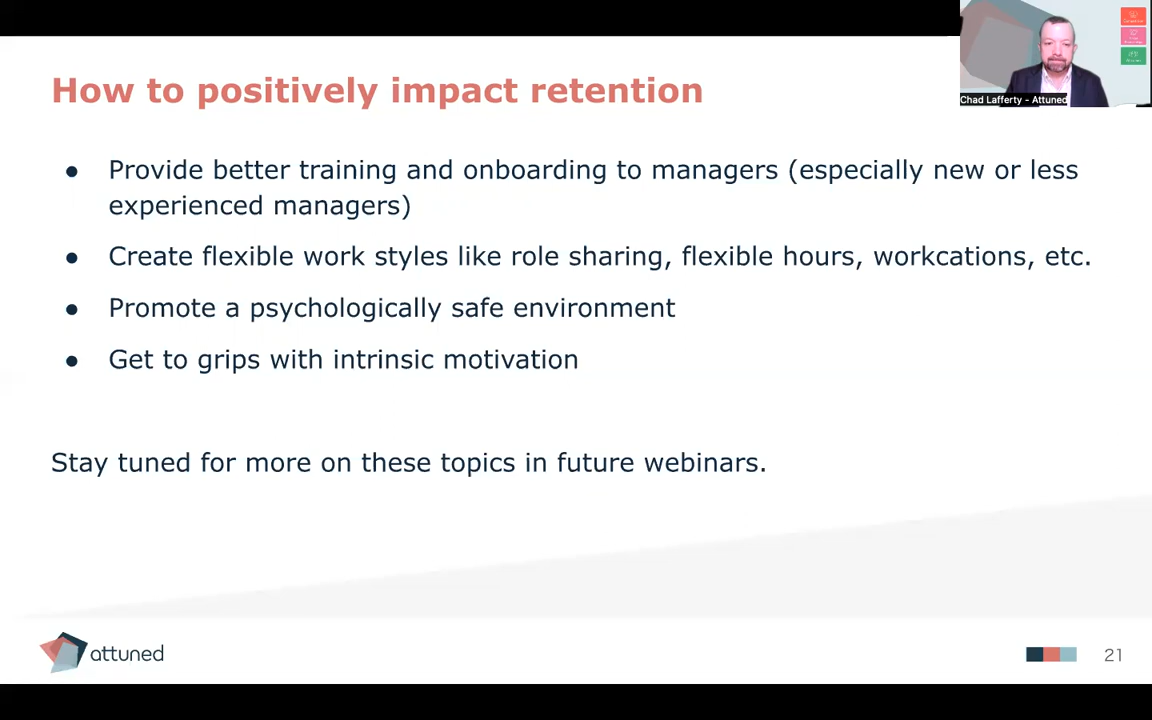 How to positively impact retention
Chad Lafferty - Attuned
● Provide better training and onboarding to managers (especially new or less
experienced managers)
● Create flexible work styles like role sharing, flexible hours, workcations, etc.
● Promote a psychologically safe environment
● Get to grips with intrinsic motivation
Stay tuned for more on these topics in future webinars.
attuned
21